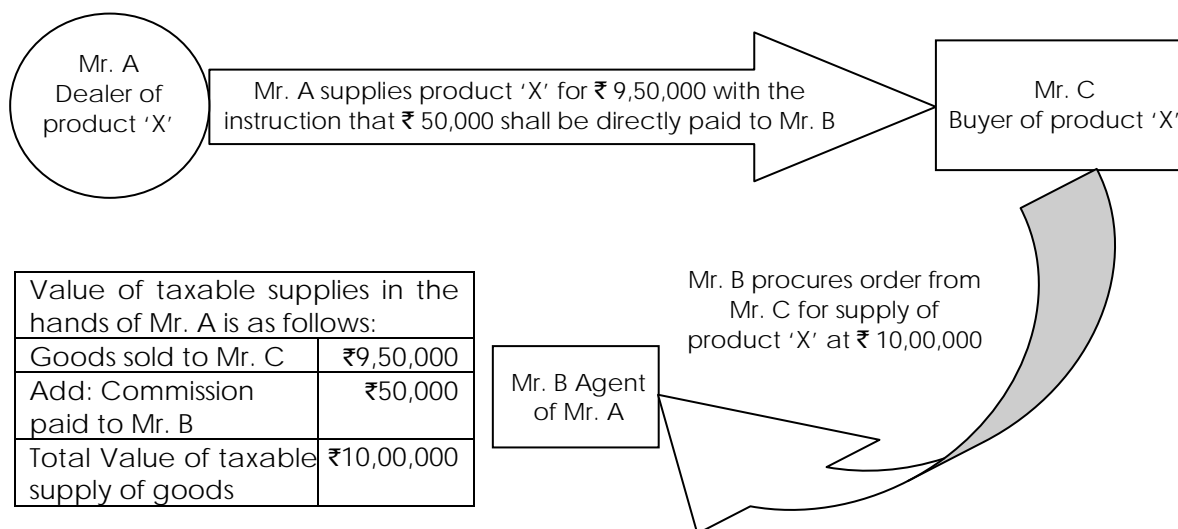 Mr. A
Dealer of
product ‘X’
Mr. A supplies product ‘X’ for ₹ 9,50,000 with the
instruction that ₹ 50,000 shall be directly paid to Mr. B
Mr. C
Buyer of product ‘X’
Mr. B procures order from
Mr. C for supply of
product ‘X’ at ₹ 10,00,000
Mr. B Agent
of Mr. A
Value of taxable supplies in the
hands of Mr. A is as follows:
Goods sold to Mr. C ₹9,50,000
Add: Commission ₹50,000
paid to Mr. B
Total Value of taxable ₹10,00,000
supply of goods